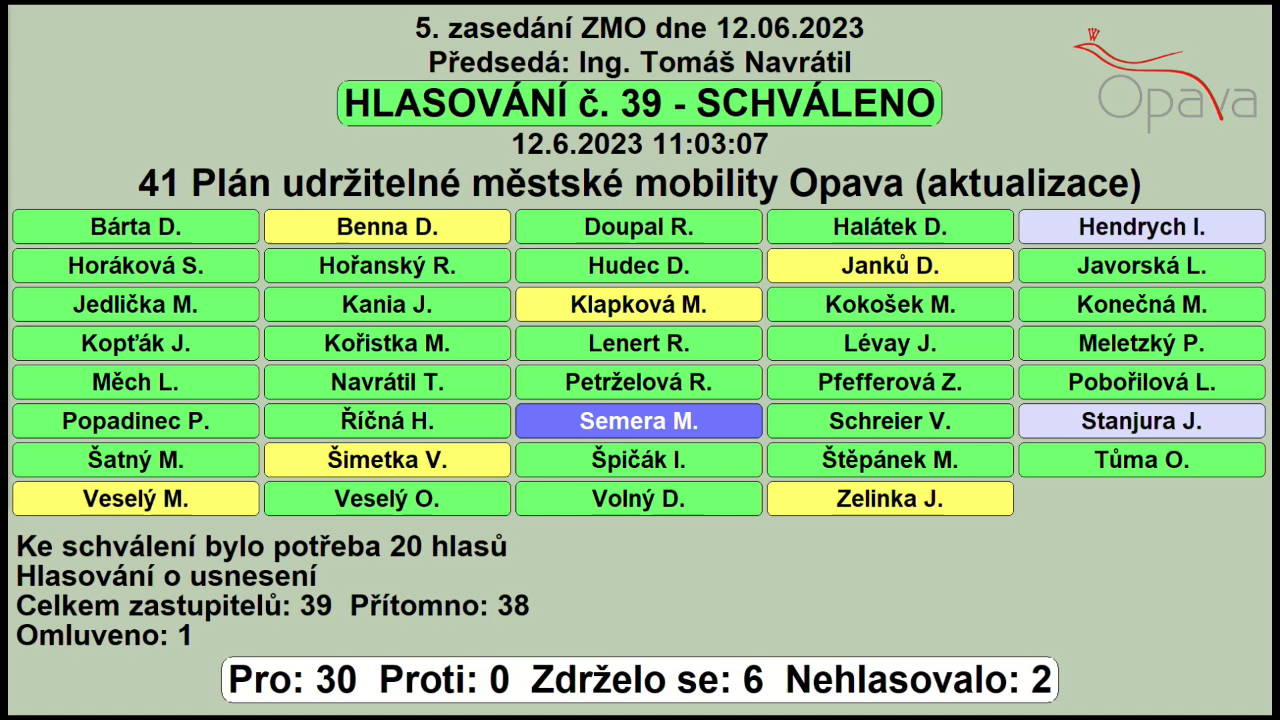 5. zasedání ZMO dne 12.06.2023
Předsedá: Ing. Tomáš Navrátil
Opava
HLASOVÁNÍ č. 39 - SCHVÁLENO
12.6.2023 11:03:07
41 Plán udržitelné městské mobility Opava (aktualizace)
Bárta D. Benna D. Doupal R. Halátek D. Hendrych I.
Horáková S. Hořanský R. Hudec D. Janků D. Javorská L.
Jedlička M. Kania J. Klapková M. Kokošek M. Konečná M.
Kopťák J. Kořistka M. Lenert R. Lévay J. Meletzký P.
Měch L. Navrátil T. Petrželová R. Pfefferová Z. Pobořilová L.
Popadinec P. Říčná H. Semera M. Schreier V. Stanjura J.
Šatný M. Šimetka V. Špičák I. Štěpánek M. Tůma O.
Veselý M. Veselý O. Volný D. Zelinka J.
Ke schválení bylo potřeba 20 hlasů
Hlasování o usnesení
Celkem zastupitelů: 39 Přítomno: 38
Omluveno: 1
Pro: 30 Proti: 0 Zdrželo se: 6 Nehlasovalo: 2